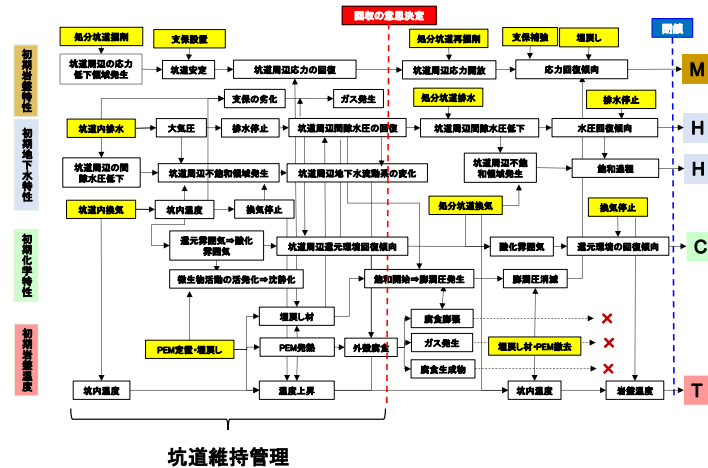 回収の意思決定
処分坑道掘削
支保設置
処分坑道再掘削
支保補強
埋戻し
閉鎖
初期岩盤特性
坑道周辺の応力
低下領域発生
坑道安定
坑道周辺応力の回復
坑道周辺応力開放
応力回復傾向
M
支保の劣化
ガス発生
処分坑道排水
排水停止
初期地下水特性
坑道内排水
大気圧
排水停止
坑道周辺間隙水圧の回復
坑道周辺間隙水圧低下
水圧回復傾向
H
坑道周辺の間
隙水圧低下
坑道周辺不飽和領域発生
坑道周辺地下水流動系の変化
坑道周辺不飽
和領域発生
飽和過程
H
坑道内換気
坑内温度
換気停止
処分坑道換気
換気停止
初期化学特性
還元雰囲気⇒酸化
雰囲気
坑道周辺還元環境回復傾向
酸化雰囲気
還元環境の回復傾向
C
微生物活動の活発化⇒沈静化
飽和開始⇒膨潤圧発生
膨潤圧消滅
埋戻し材
腐食膨張
初期岩盤温度
PEM定置・埋戻し
PEM発熱
外殻腐食
ガス発生
埋戻し材・PEM撤去
腐食生成物
坑内温度
温度上昇
坑内温度
岩盤温度
T
坑道維持管理